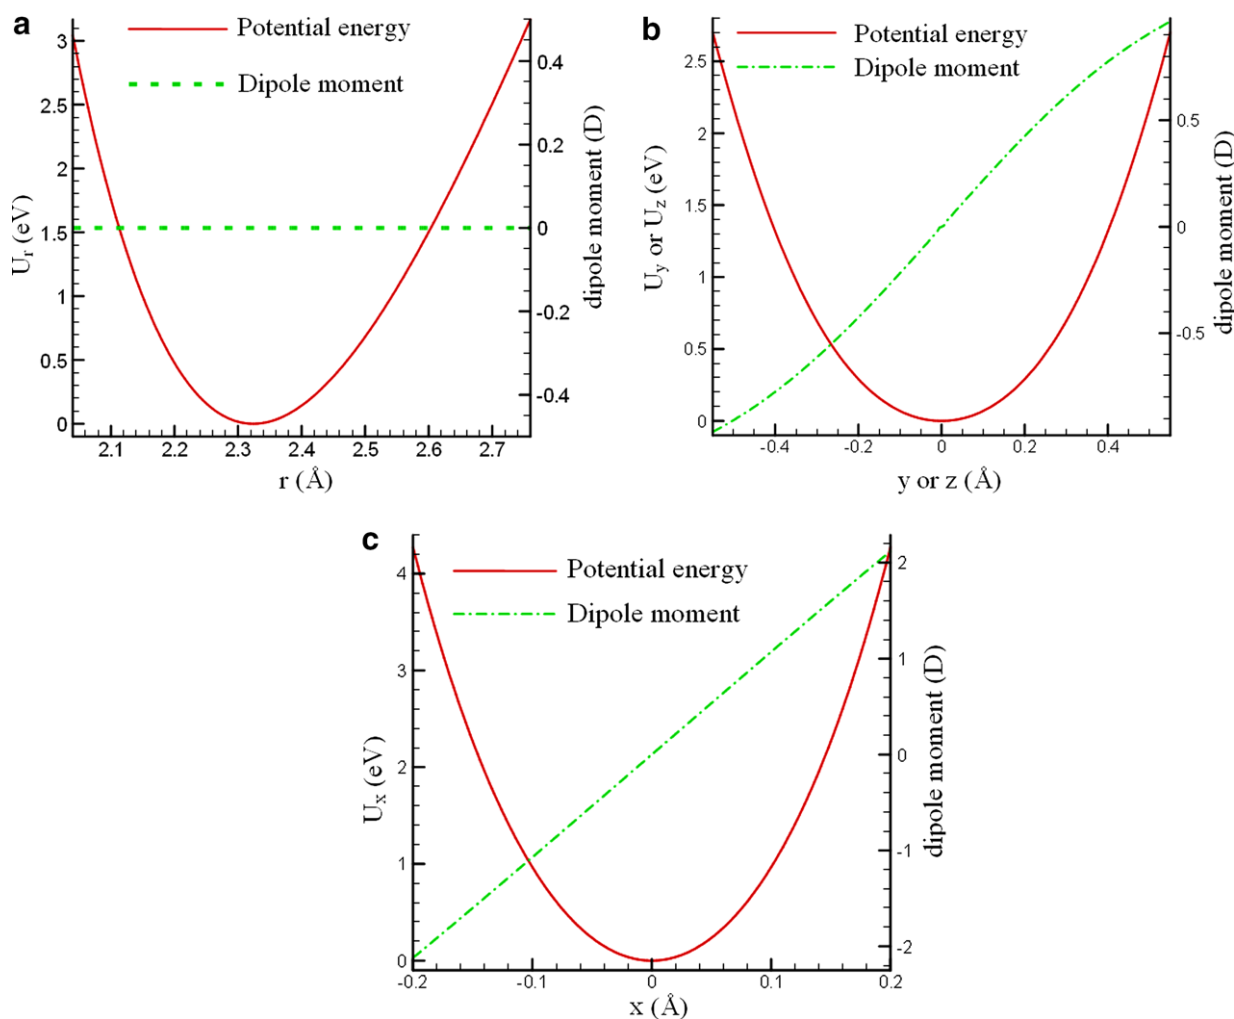 a
Potential energy
Dipole moment
3
2.5
2
1.5
1
0.5
0
U_r (eV)
0.4
0.2
0
-0.2
-0.4
dipole moment (D)
2.1 2.2 2.3 2.4 2.5 2.6 2.7
r (Å)
b
Potential energy
Dipole moment
2.5
2
1.5
1
0.5
0
U_y or U_z (eV)
0.5
0
-0.5
dipole moment (D)
-0.4 -0.2 0 0.2 0.4
y or z (Å)
c
Potential energy
Dipole moment
4
3
2
1
0
U_x (eV)
2
1
0
-1
-2
dipole moment (D)
-0.2 -0.1 0 0.1 0.2
x (Å)